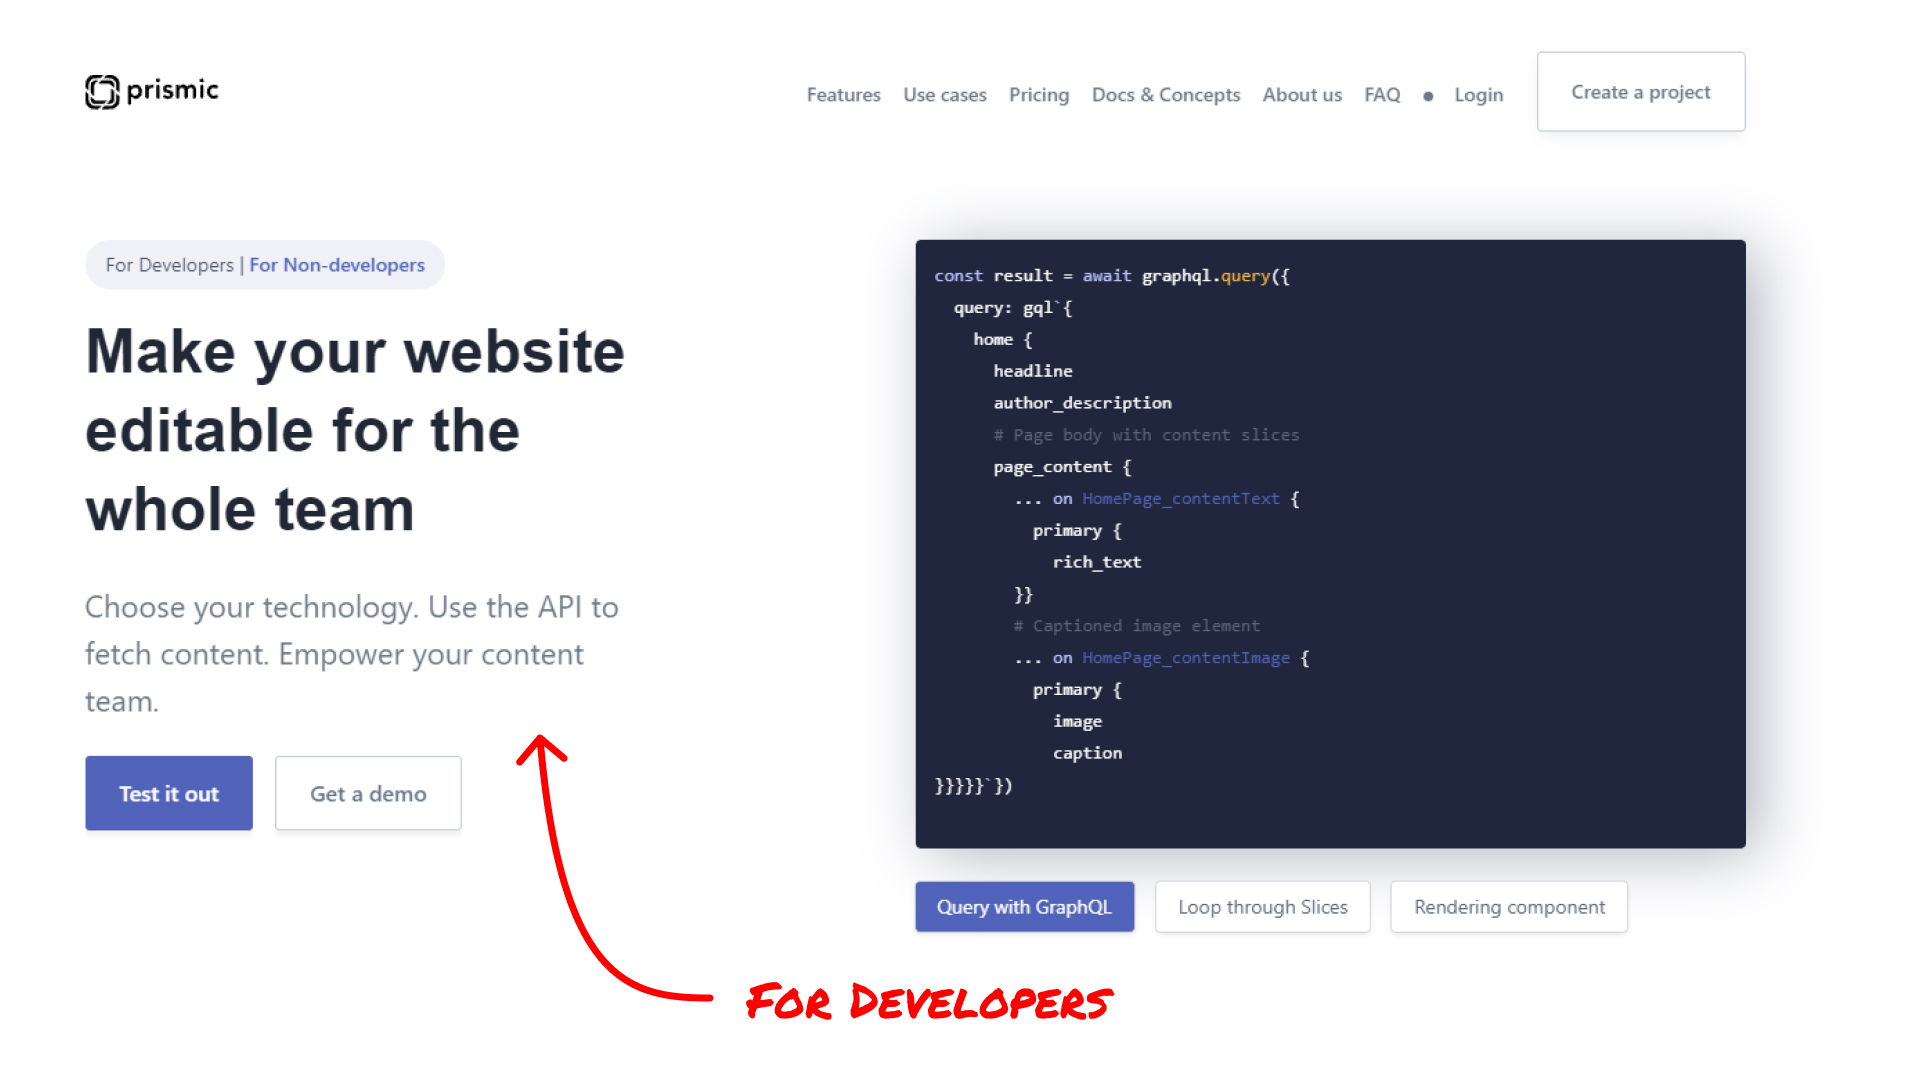 prismic
Features Use cases Pricing Docs & Concepts About us FAQ ● Login Create a project
For Developers | For Non-developers
Make your website
editable for the
whole team
Choose your technology. Use the API to
fetch content. Empower your content
team.
Test it out Get a demo
const result = await graphql.query({
  query: gql`{
    home {
      headline
      author_description
      # Page body with content slices
      page_content {
        ... on HomePage_contentText {
          primary {
            rich_text
        }}
        # Captioned image element
        ... on HomePage_contentImage {
          primary {
            image
            caption
}}}}}`})
Query with GraphQL Loop through Slices Rendering component
For Developers